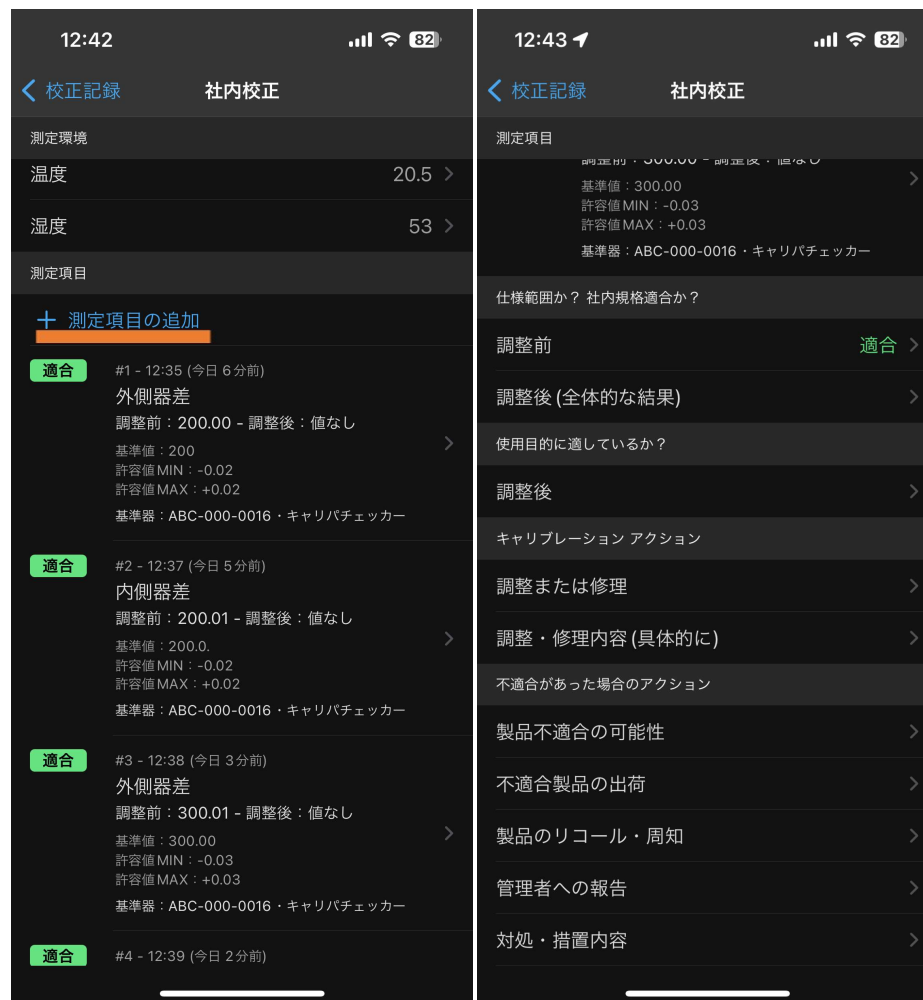 12:42
82
校正記録
社内校正
測定環境
温度
20.5
湿度
53
測定項目
+ 測定項目の追加
適合
#1 - 12:35 (今日 6分前)
外側器差
調整前：200.00 - 調整後：値なし
基準値：200
許容値MIN：-0.02
許容値MAX：+0.02
基準器：ABC-000-0016・キャリパチェッカー
適合
#2 - 12:37 (今日 5分前)
内側器差
調整前：200.01 - 調整後：値なし
基準値：200.0.
許容値MIN：-0.02
許容値MAX：+0.02
基準器：ABC-000-0016・キャリパチェッカー
適合
#3 - 12:38 (今日 3分前)
外側器差
調整前：300.01 - 調整後：値なし
基準値：300.00
許容値MIN：-0.03
許容値MAX：+0.03
基準器：ABC-000-0016・キャリパチェッカー
適合
#4 - 12:39 (今日 2分前)
12:43
82
校正記録
社内校正
測定項目
調整前：300.00 - 調整後：値なし
基準値：300.00
許容値MIN：-0.03
許容値MAX：+0.03
基準器：ABC-000-0016・キャリパチェッカー
仕様範囲か？ 社内規格適合か？
調整前
適合
調整後 (全体的な結果)
使用目的に適しているか？
調整後
キャリブレーション アクション
調整または修理
調整・修理内容 (具体的に)
不適合があった場合のアクション
製品不適合の可能性
不適合製品の出荷
製品のリコール・周知
管理者への報告
対処・措置内容